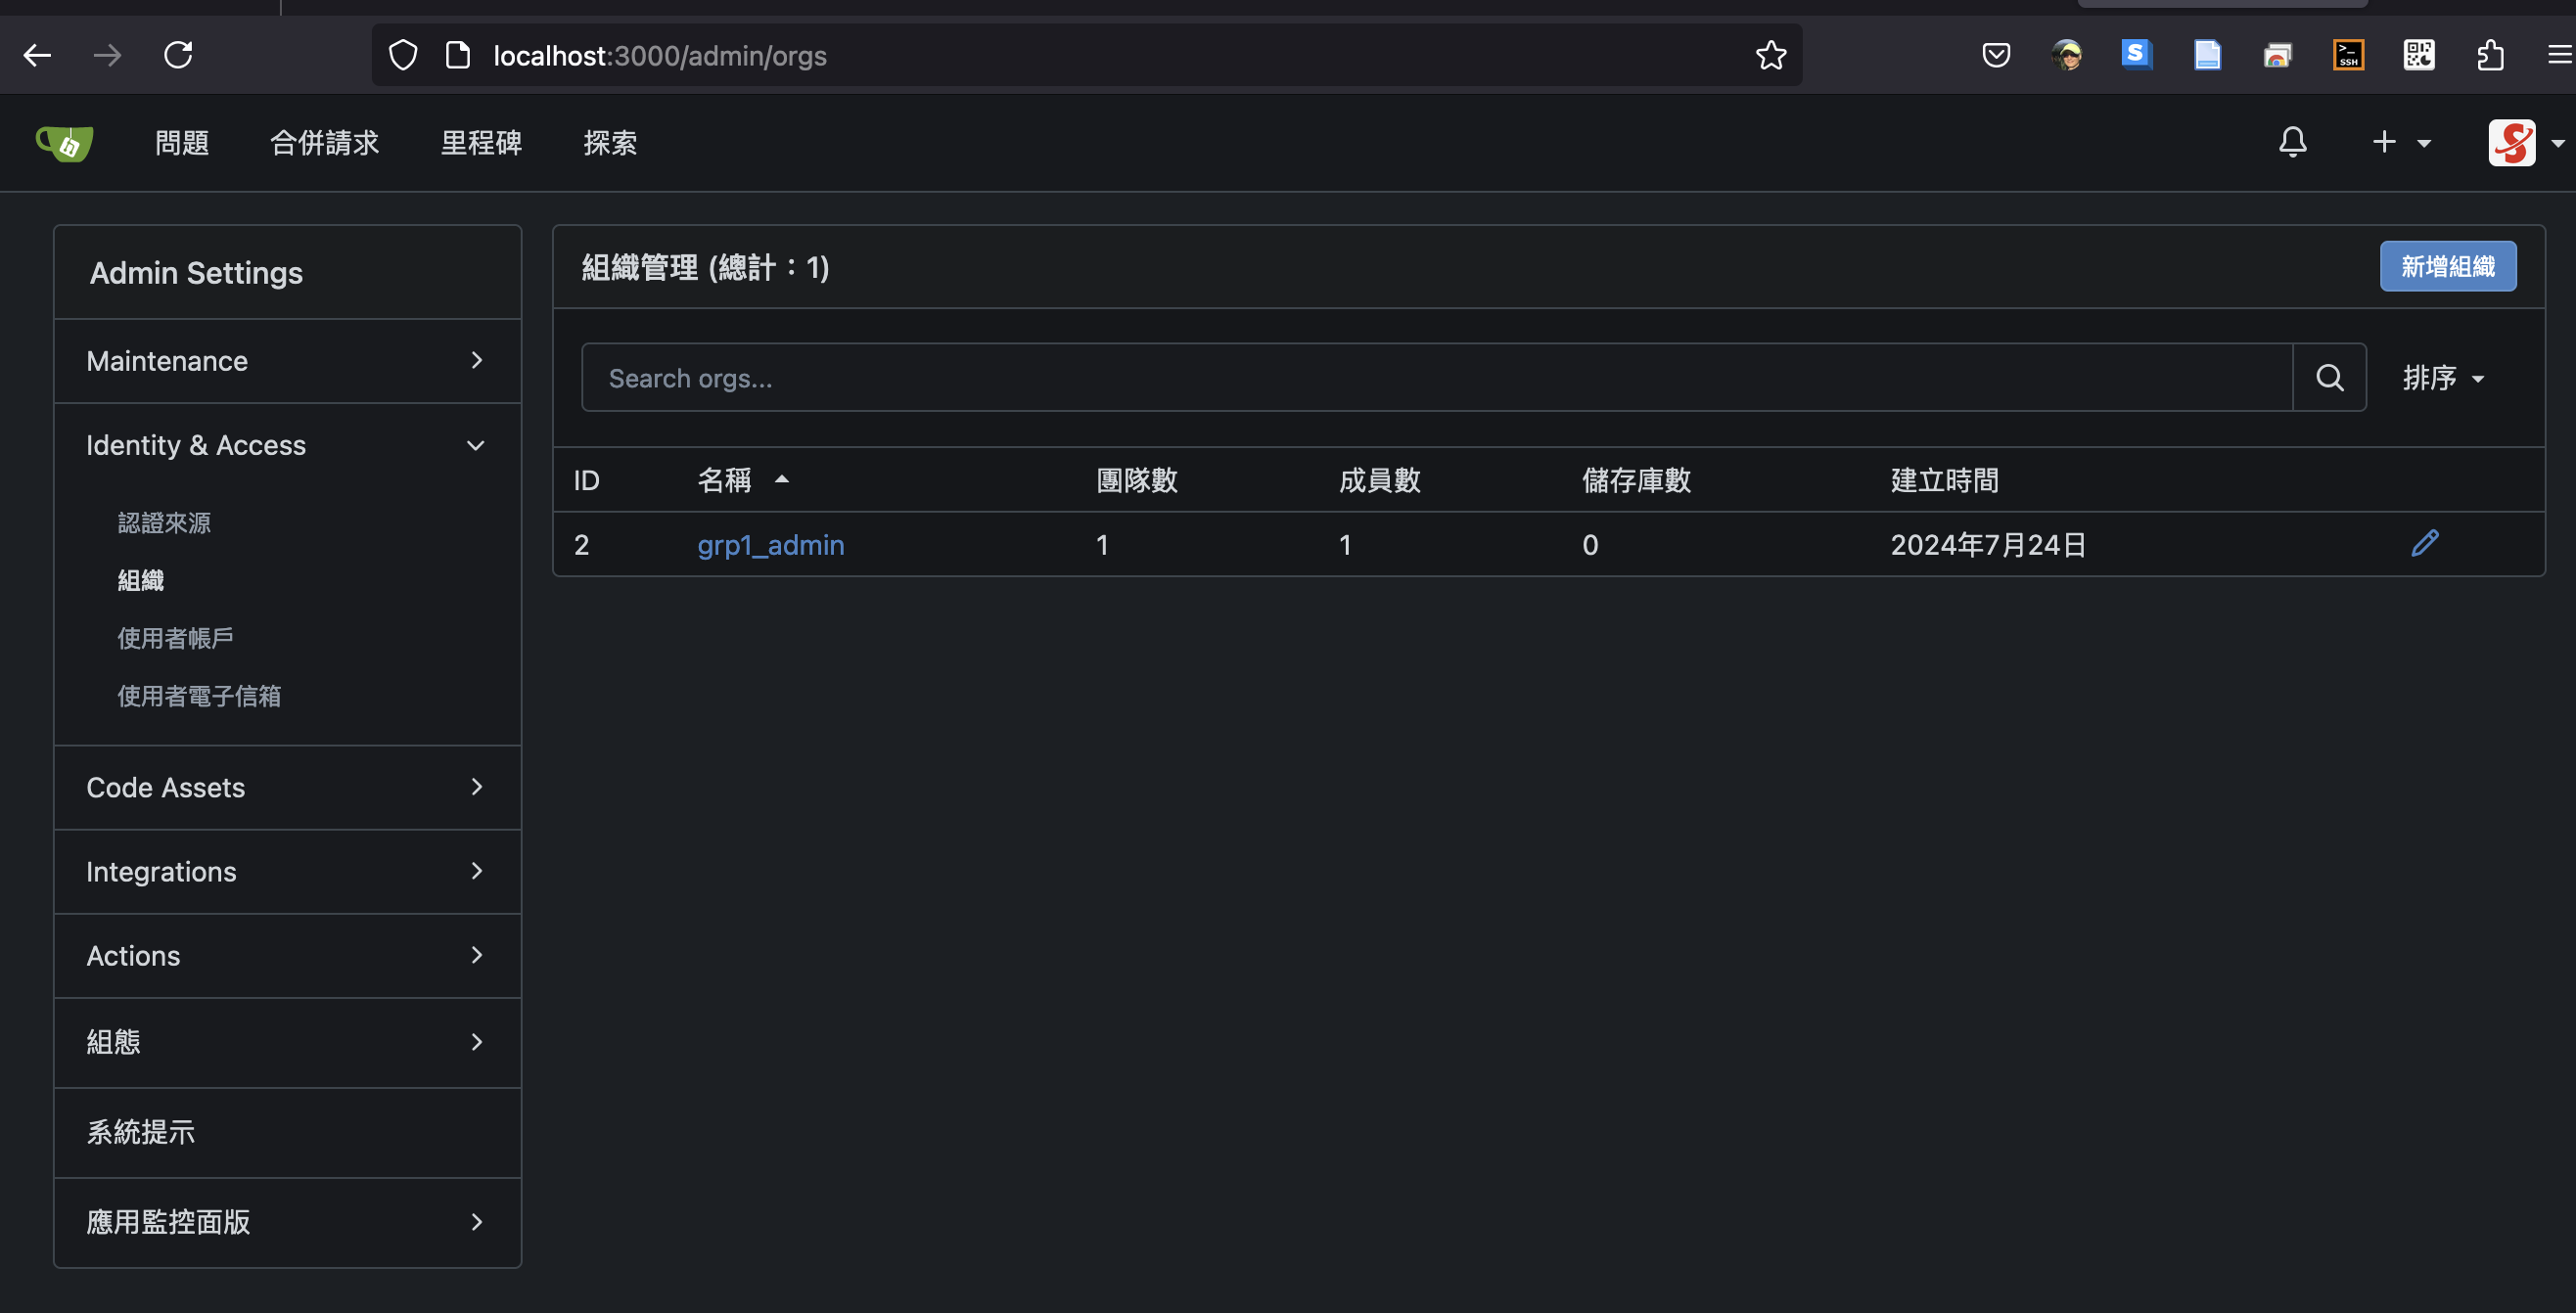 localhost:3000/admin/orgs
S
>_
SSH
問題 合併請求 里程碑 探索
S
Admin Settings
Maintenance
Identity & Access
認證來源
組織
使用者帳戶
使用者電子信箱
Code Assets
Integrations
Actions
組態
系統提示
應用監控面版
組織管理 (總計：1)
新增組織
Search orgs...
排序
ID 名稱 團隊數 成員數 儲存庫數 建立時間
2 grp1_admin 1 1 0 2024年7月24日